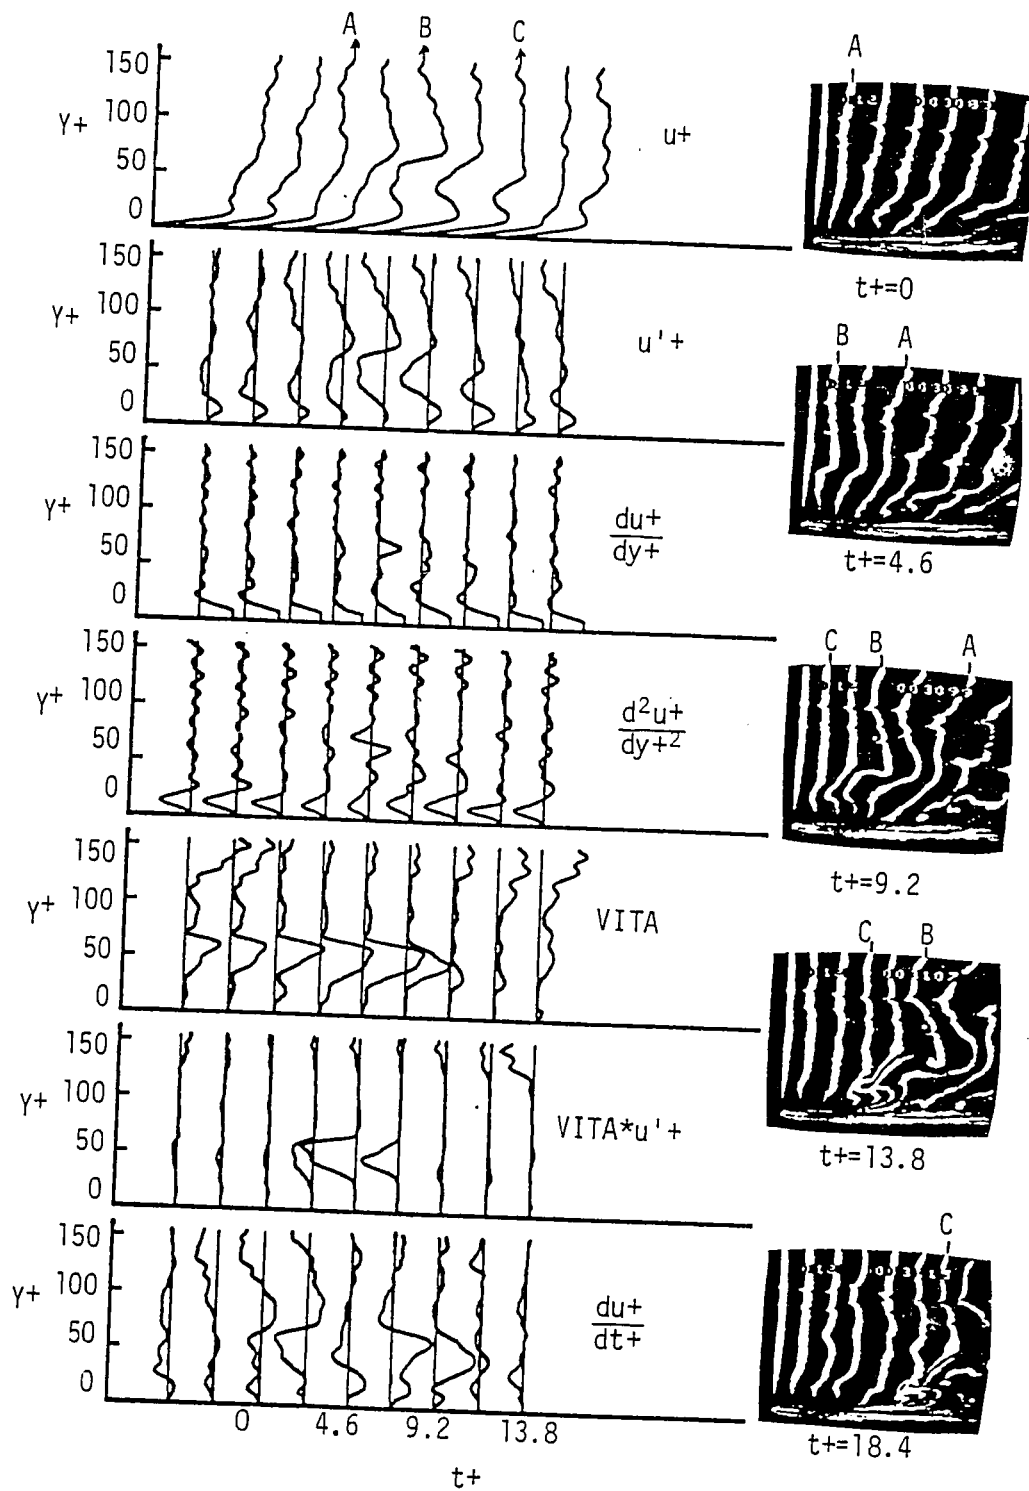 A B C
150
100
Y+
50
0
u+
150
100
Y+
50
0
u'+
150
100
Y+
50
0
du+
dy+
150
100
Y+
50
0
d²u+
dy+²
150
100
Y+
50
0
VITA
150
100
Y+
50
0
VITA*u'+
150
100
Y+
50
0
du+
dt+
0 4.6 9.2 13.8
t+
A
t+=0
B A
t+=4.6
C B A
t+=9.2
C B
t+=13.8
C
t+=18.4